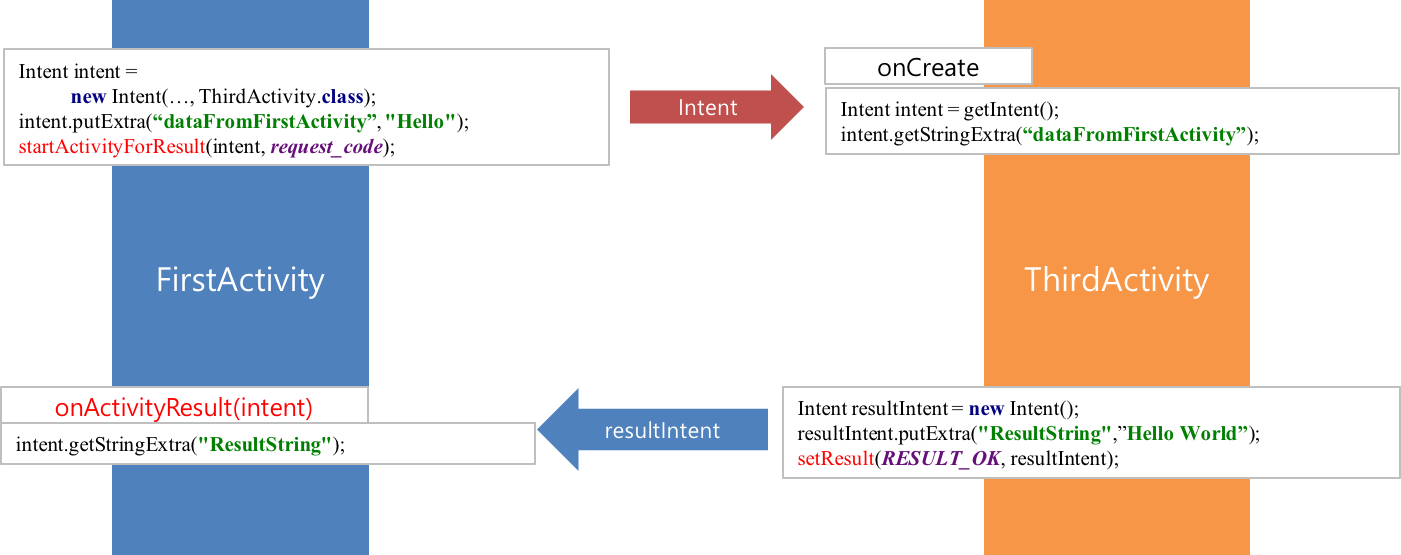 Intent intent =
new Intent(…, ThirdActivity.class);
intent.putExtra(“dataFromFirstActivity”, "Hello");
startActivityForResult(intent, request_code);
Intent
onCreate
Intent intent = getIntent();
intent.getStringExtra(“dataFromFirstActivity”);
FirstActivity
ThirdActivity
onActivityResult(intent)
intent.getStringExtra("ResultString");
resultIntent
Intent resultIntent = new Intent();
resultIntent.putExtra("ResultString",”Hello World”);
setResult(RESULT_OK, resultIntent);